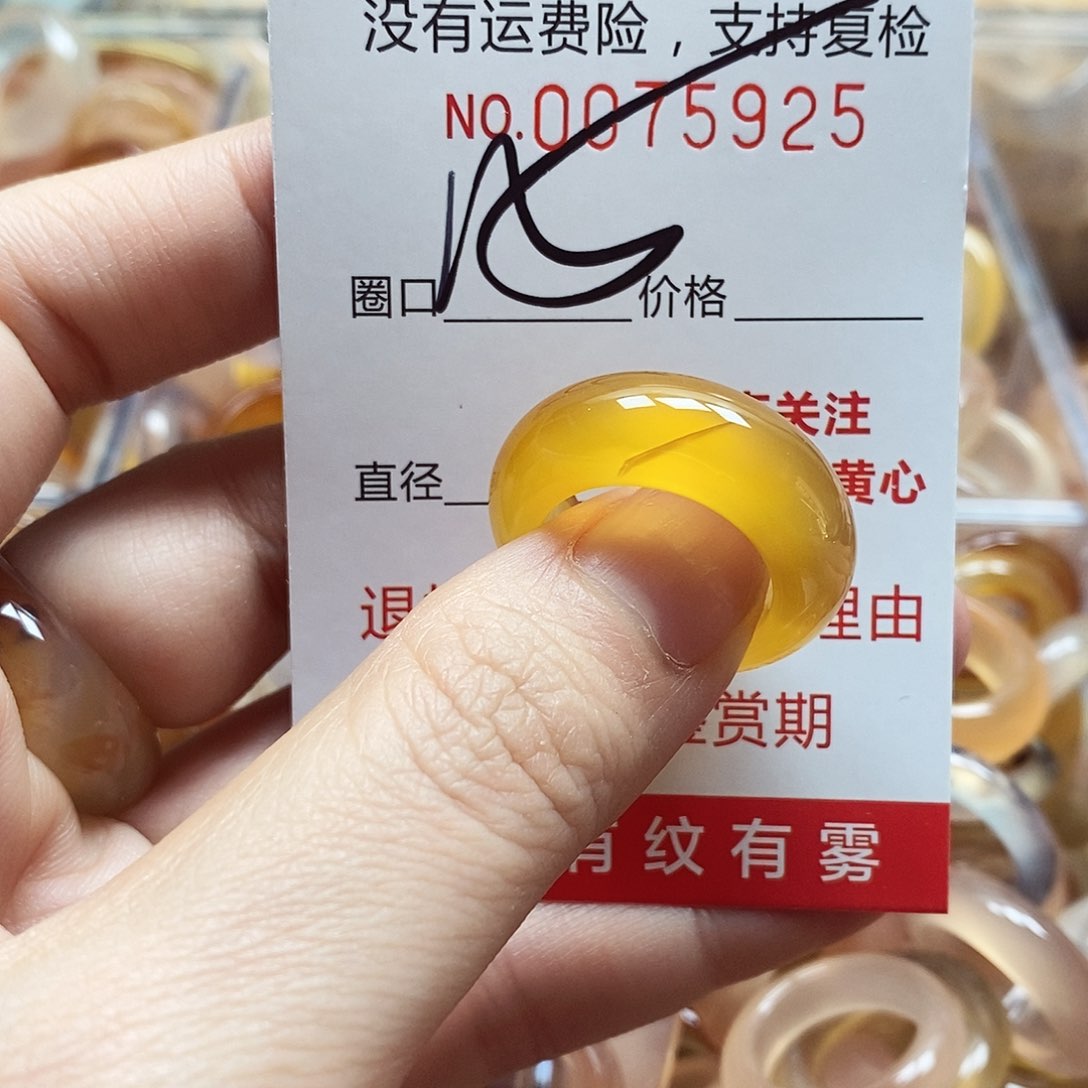 没有运费险，支持复检
NO.0075925
圈口 价格
关注
直径 黄心
退 理由
赏期
有纹有雾